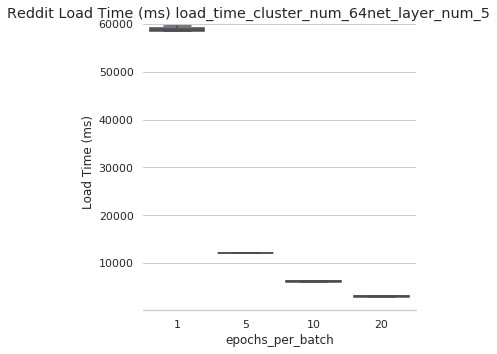 Reddit Load Time (ms) load_time_cluster_num_64net_layer_num_5
60000
50000
40000
30000
20000
10000
Load Time (ms)
1 5 10 20
epochs_per_batch